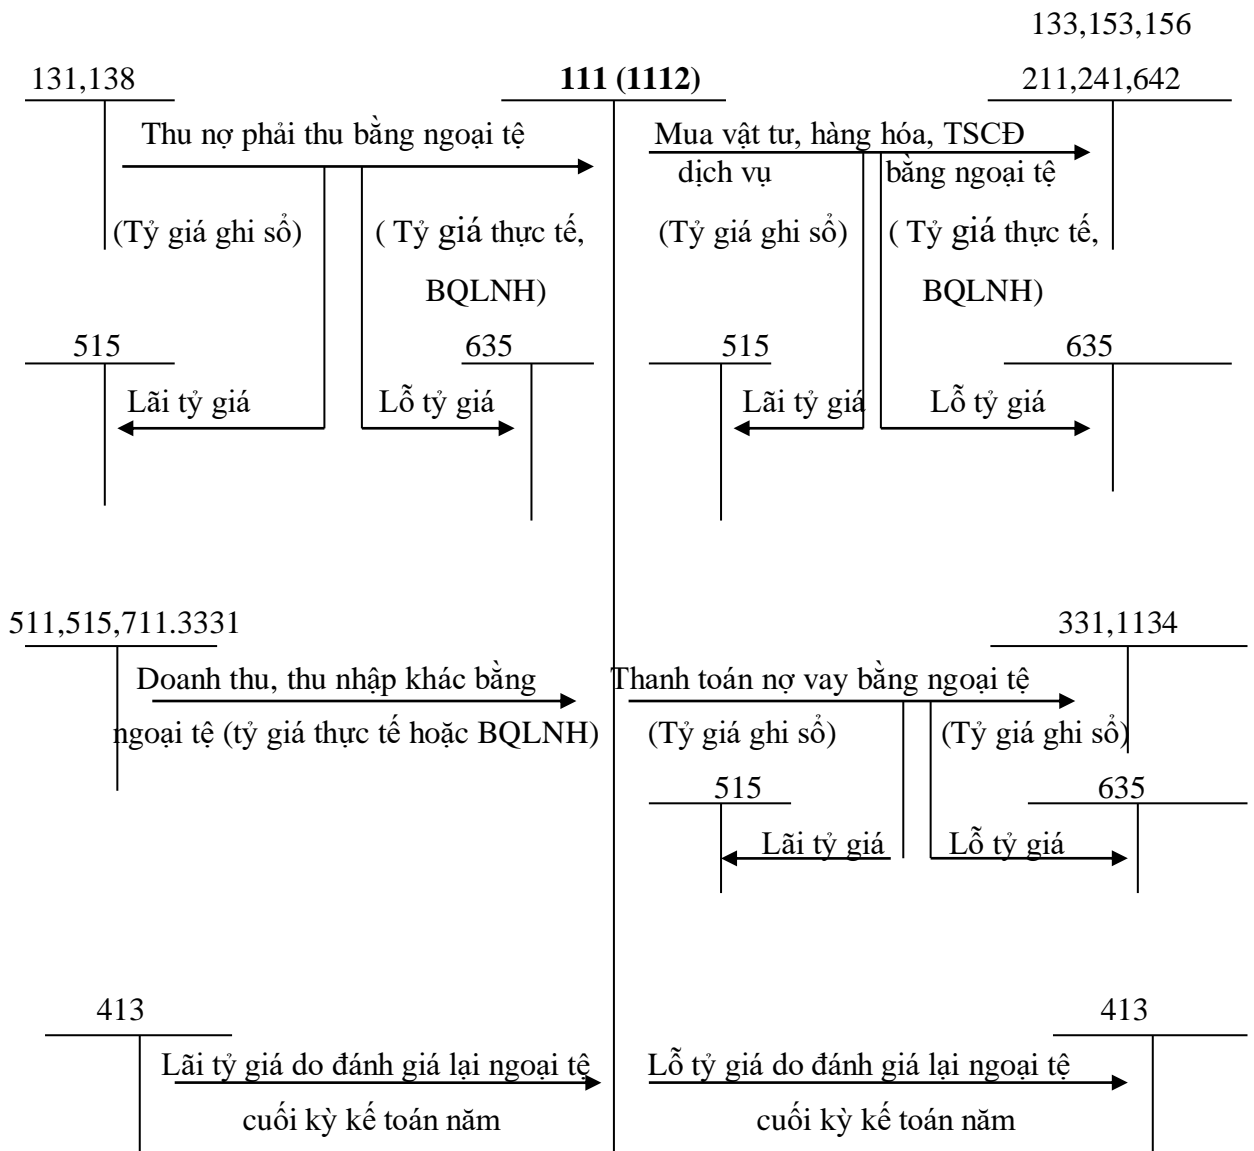 133,153,156
131,138 111 (1112) 211,241,642
Thu nợ phải thu bằng ngoại tệ Mua vật tư, hàng hóa, TSCĐ
dịch vụ bằng ngoại tệ
(Tỷ giá ghi sổ) ( Tỷ giá thực tế, (Tỷ giá ghi sổ) ( Tỷ giá thực tế,
BQLNH) BQLNH)
515 635 515 635
Lãi tỷ giá Lỗ tỷ giá Lãi tỷ giá Lỗ tỷ giá
511,515,711.3331 331,1134
Doanh thu, thu nhập khác bằng Thanh toán nợ vay bằng ngoại tệ
ngoại tệ (tỷ giá thực tế hoặc BQLNH) (Tỷ giá ghi sổ) (Tỷ giá ghi sổ)
515 635
Lãi tỷ giá Lỗ tỷ giá
413 413
Lãi tỷ giá do đánh giá lại ngoại tệ Lỗ tỷ giá do đánh giá lại ngoại tệ
cuối kỳ kế toán năm cuối kỳ kế toán năm